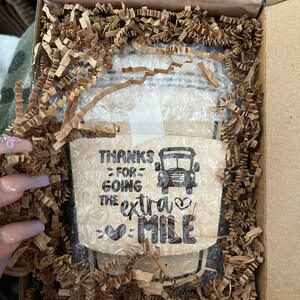 THANKS
FOR
GOING
THE extra
MILE